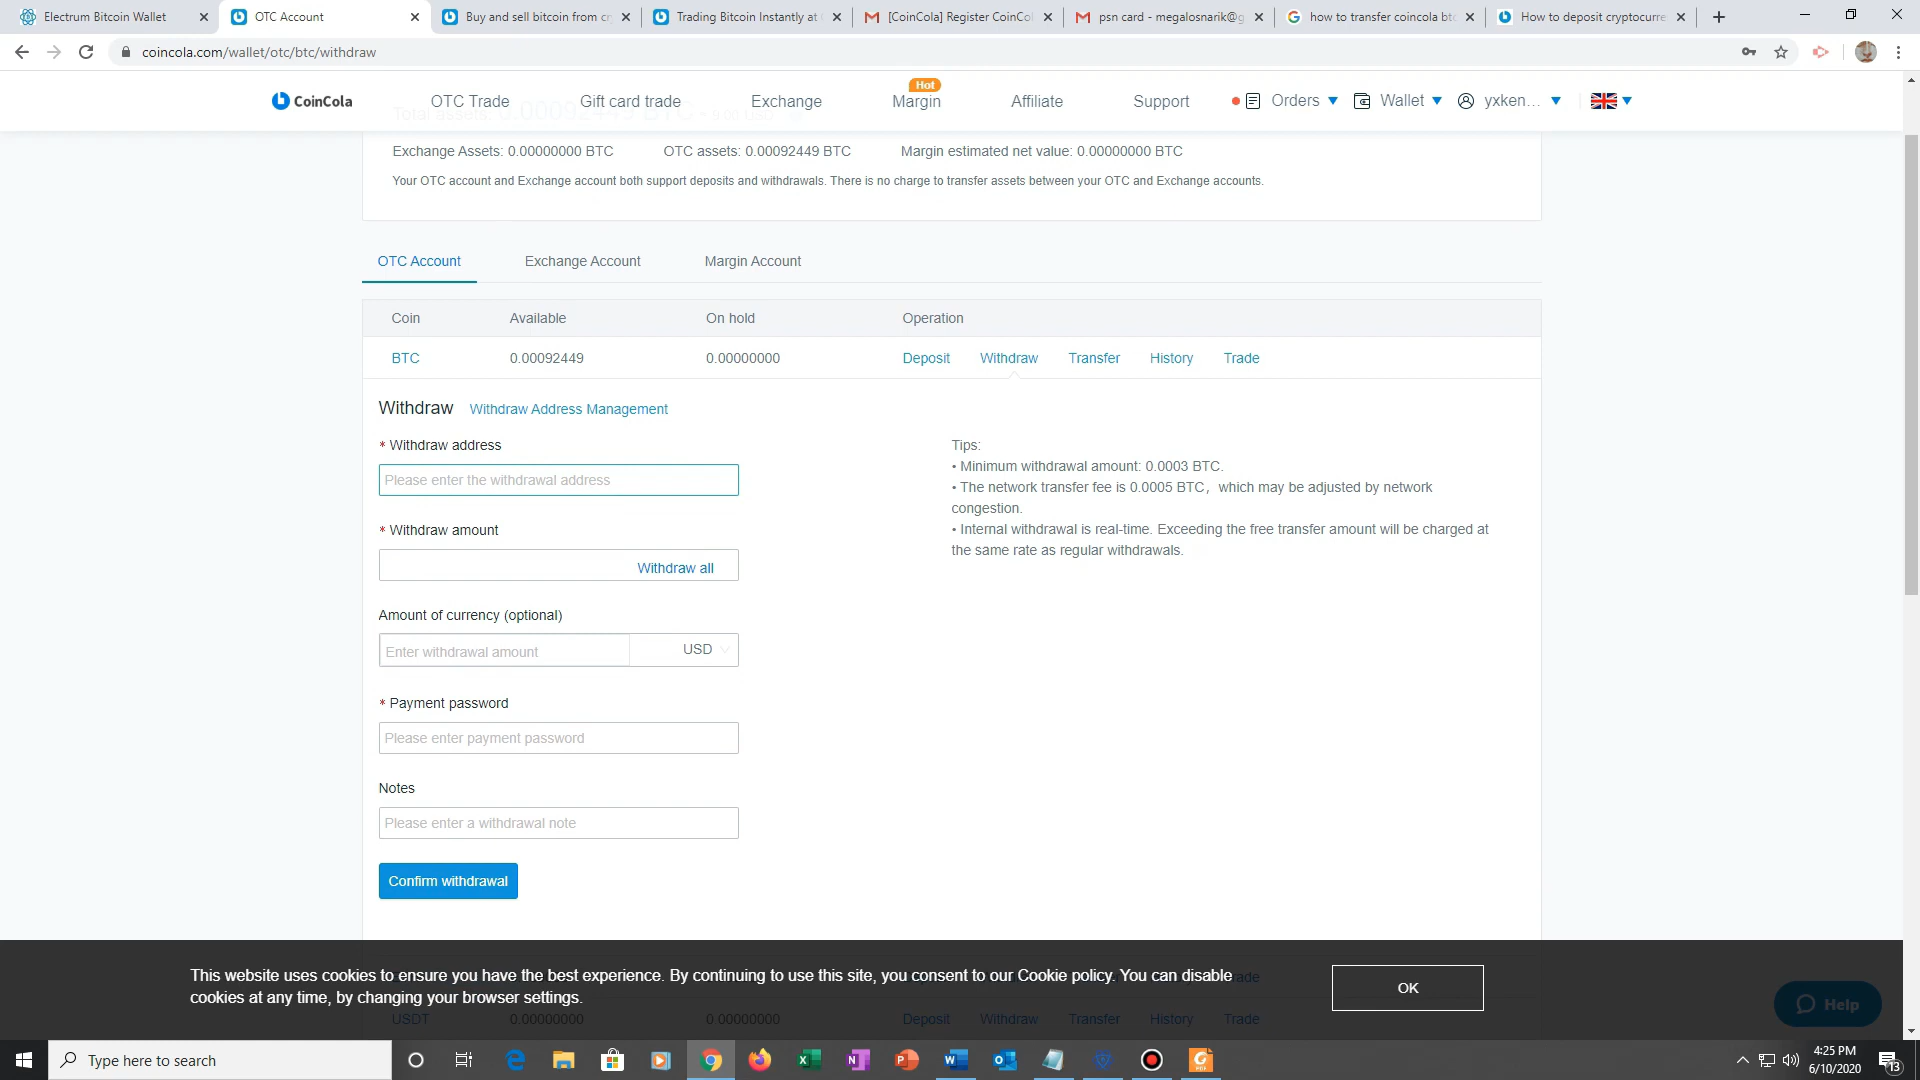 Electrum Bitcoin Wallet
OTC Account
Buy and sell bitcoin from cr
Trading Bitcoin Instantly at
[CoinCola] Register CoinCol
psn card - megalosnarik@g
how to transfer coincola btc
How to deposit cryptocurre
coincola.com/wallet/otc/btc/withdraw
CoinCola
OTC Trade
Gift card trade
Exchange
Hot
Margin
Affiliate
Support
Orders
Wallet
yxken...
Total assets: 0.00092449 BTC
Exchange Assets: 0.00000000 BTC
OTC assets: 0.00092449 BTC
Margin estimated net value: 0.00000000 BTC
Your OTC account and Exchange account both support deposits and withdrawals. There is no charge to transfer assets between your OTC and Exchange accounts.
OTC Account
Exchange Account
Margin Account
Coin
Available
On hold
Operation
BTC
0.00092449
0.00000000
Deposit
Withdraw
Transfer
History
Trade
Withdraw
Withdraw Address Management
* Withdraw address
Please enter the withdrawal address
* Withdraw amount
Withdraw all
Amount of currency (optional)
Enter withdrawal amount
USD
* Payment password
Please enter payment password
Notes
Please enter a withdrawal note
Confirm withdrawal
Tips:
• Minimum withdrawal amount: 0.0003 BTC.
• The network transfer fee is 0.0005 BTC, which may be adjusted by network
congestion.
• Internal withdrawal is real-time. Exceeding the free transfer amount will be charged at
the same rate as regular withdrawals.
This website uses cookies to ensure you have the best experience. By continuing to use this site, you consent to our Cookie policy. You can disable
cookies at any time, by changing your browser settings.
OK
Trade
USDT
0.00000000
0.00000000
Deposit
Withdraw
Transfer
History
Trade
Help
Type here to search
4:25 PM
6/10/2020
13